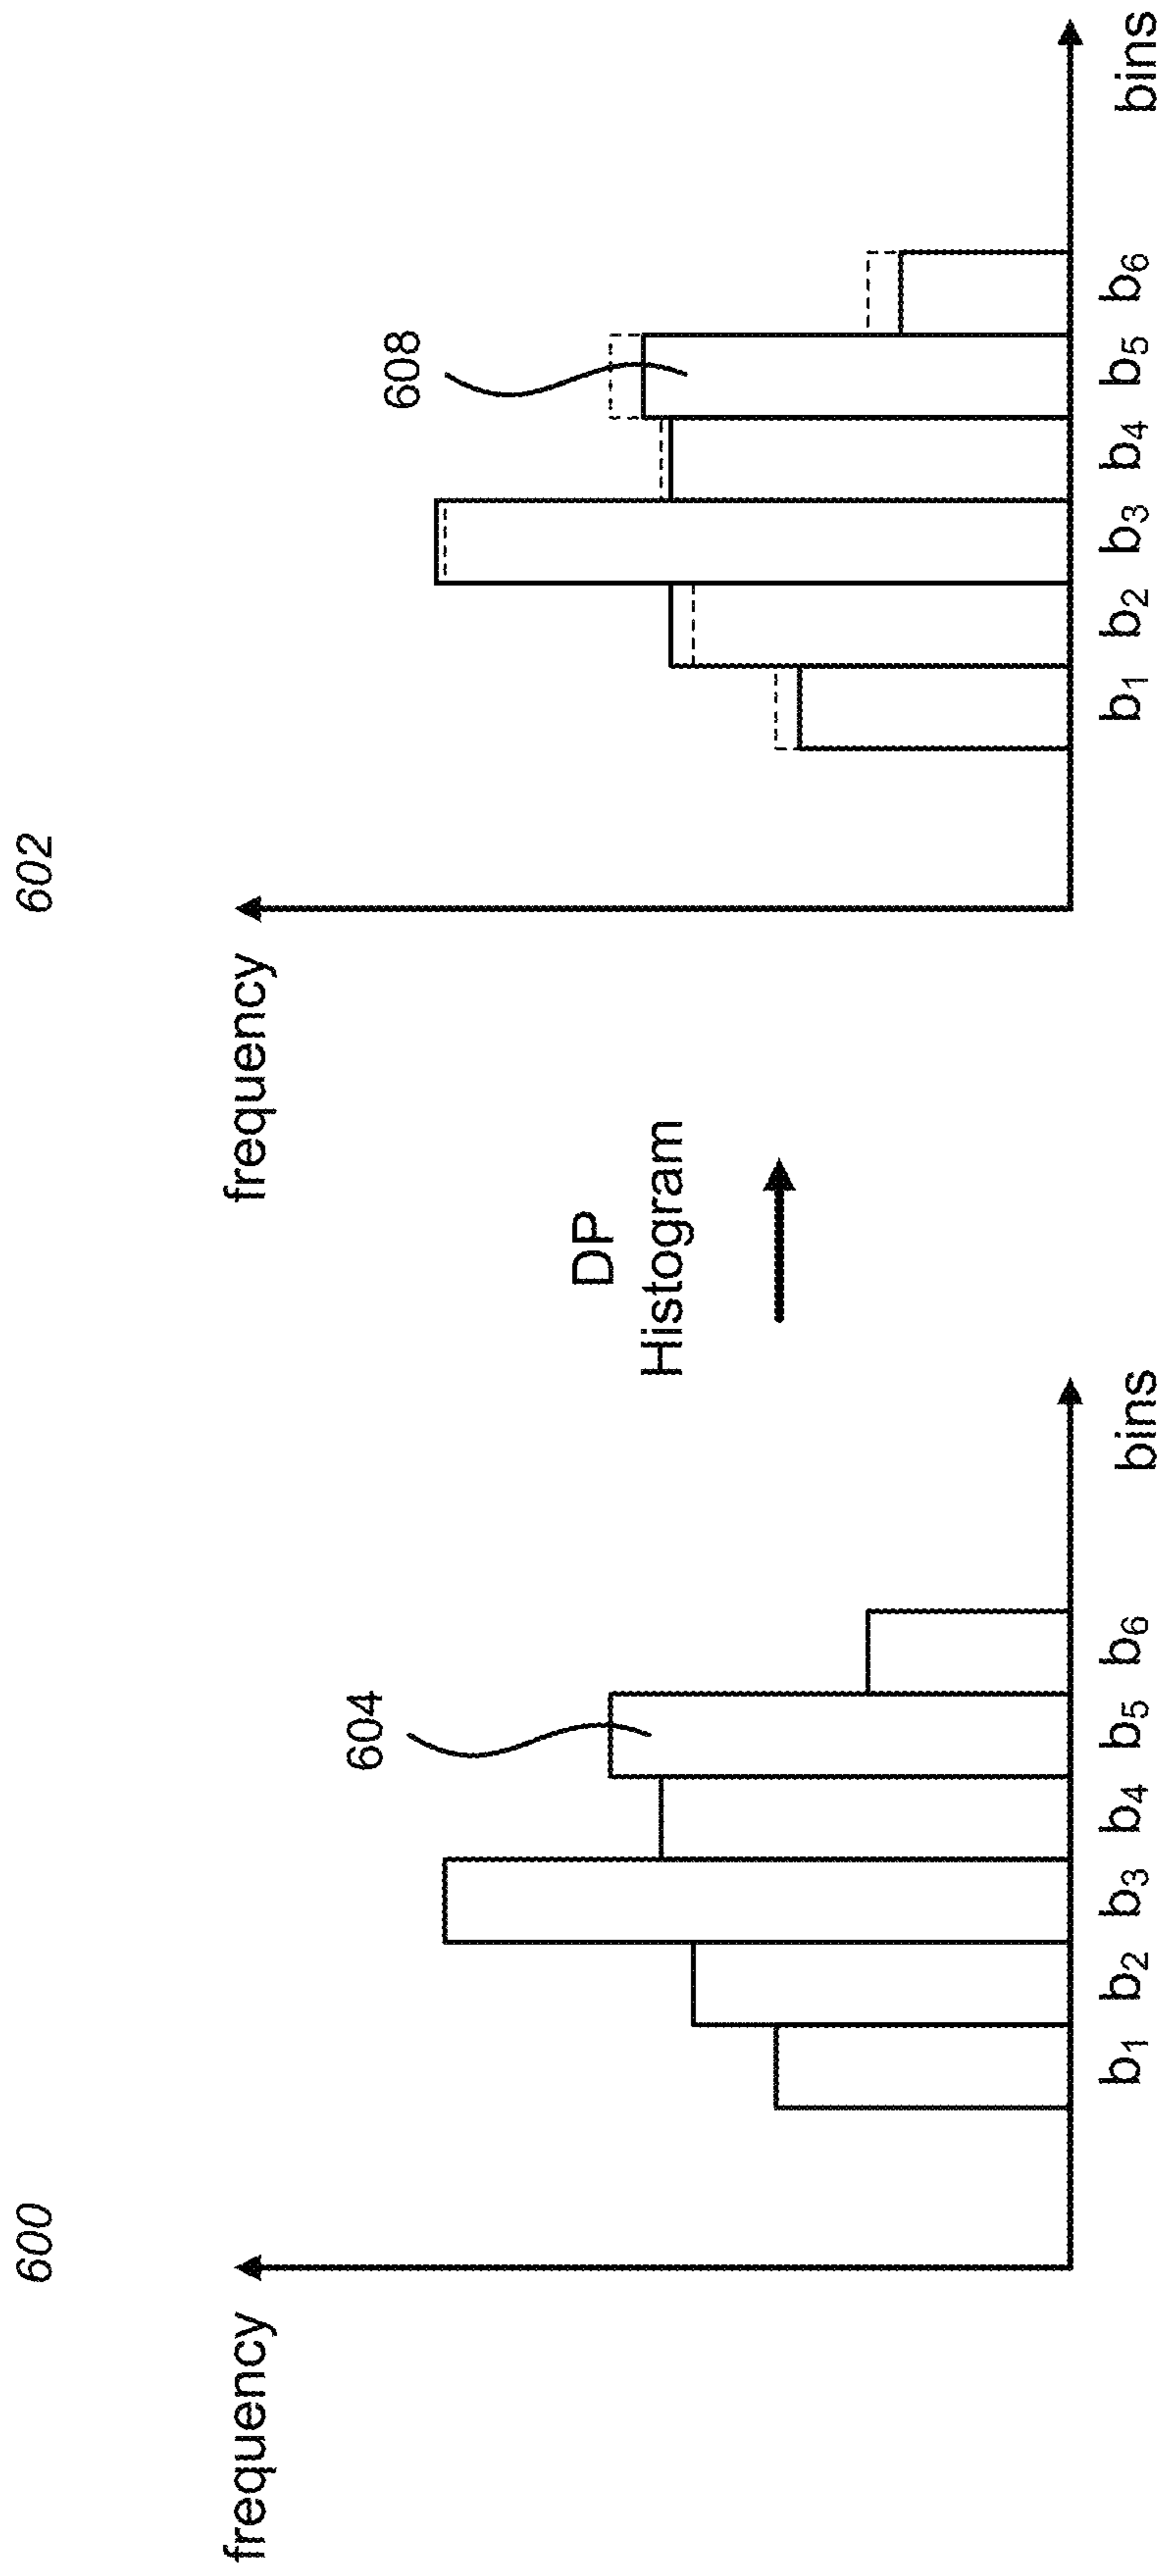 600
602
frequency
604
b1 b2 b3 b4 b5 b6
bins
DP
Histogram
frequency
608
b1 b2 b3 b4 b5 b6
bins